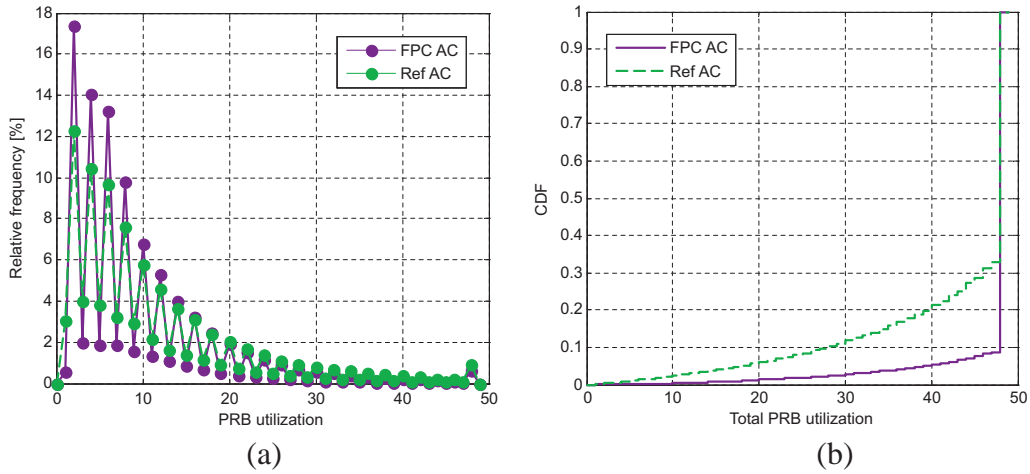 18
16
14
12
10
8
6
4
2
0
Relative frequency [%]
FPC AC
Ref AC
0 10 20 30 40 50
PRB utilization
(a)
1
0.9
0.8
0.7
0.6
0.5
0.4
0.3
0.2
0.1
0
CDF
FPC AC
Ref AC
0 10 20 30 40 50
Total PRB utilization
(b)